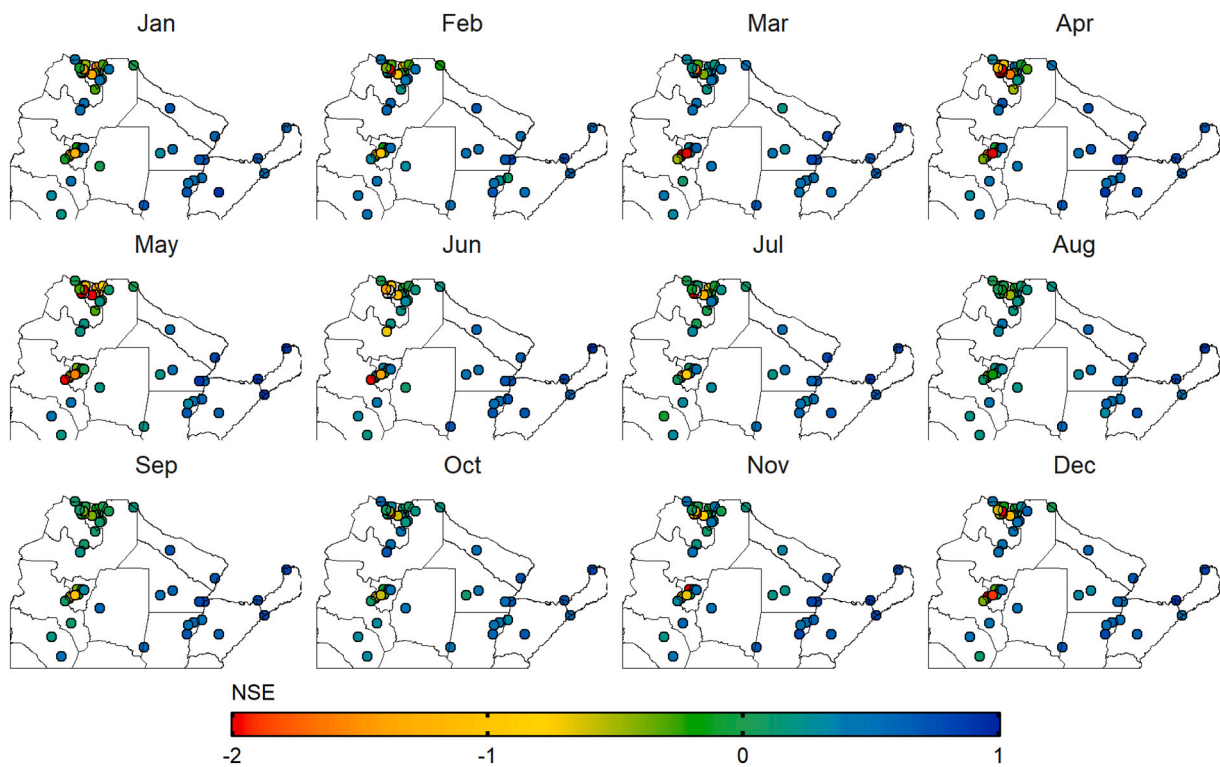 Jan Feb Mar Apr
May Jun Jul Aug
Sep Oct Nov Dec
NSE
-2 -1 0 1